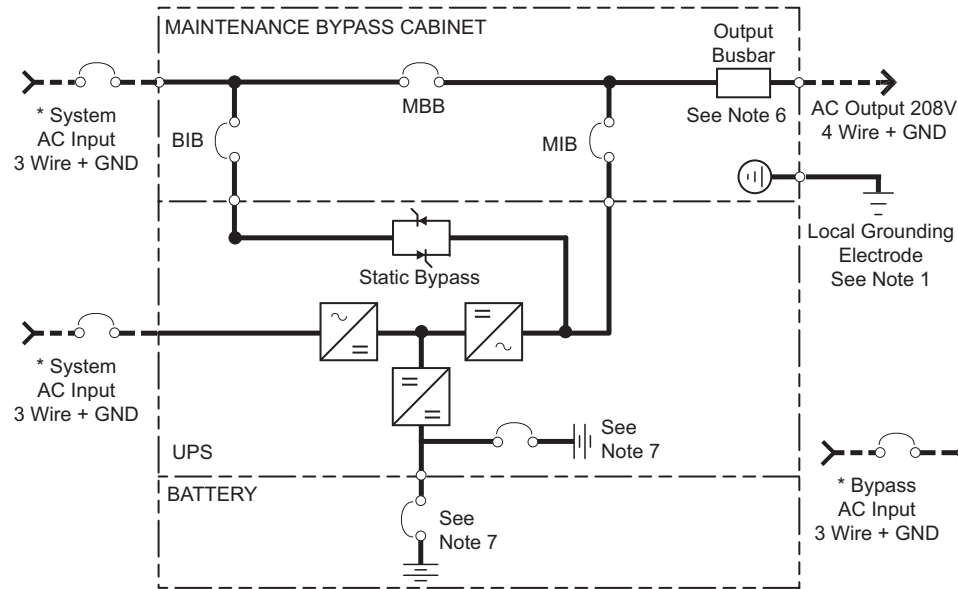 MAINTENANCE BYPASS CABINET
Output
Busbar
* System
AC Input
3 Wire + GND
MBB
See Note 6
AC Output 208V
4 Wire + GND
BIB
MIB
Local Grounding
Electrode
See Note 1
Static Bypass
* System
AC Input
3 Wire + GND
See
Note 7
UPS
* Bypass
AC Input
3 Wire + GND
BATTERY
See
Note 7